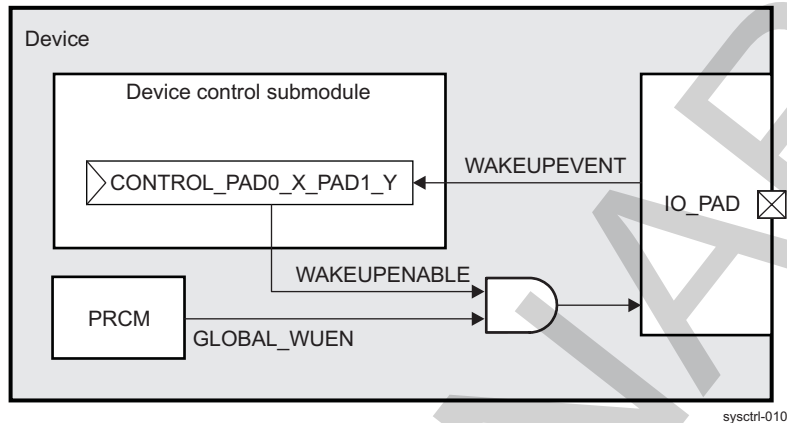 Device
Device control submodule
CONTROL_PAD0_X_PAD1_Y
WAKEUPEVENT
IO_PAD
WAKEUPENABLE
PRCM
GLOBAL_WUEN
sysctrl-010